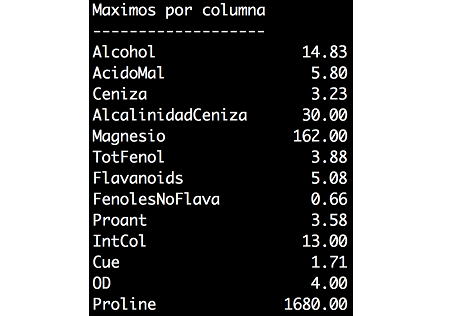 Maximos por columna
-------------------
Alcohol 14.83
AcidoMal 5.80
Ceniza 3.23
AlcalinidadCeniza 30.00
Magnesio 162.00
TotFenol 3.88
Flavanoids 5.08
FenolesNoFlava 0.66
Proant 3.58
IntCol 13.00
Cue 1.71
OD 4.00
Proline 1680.00